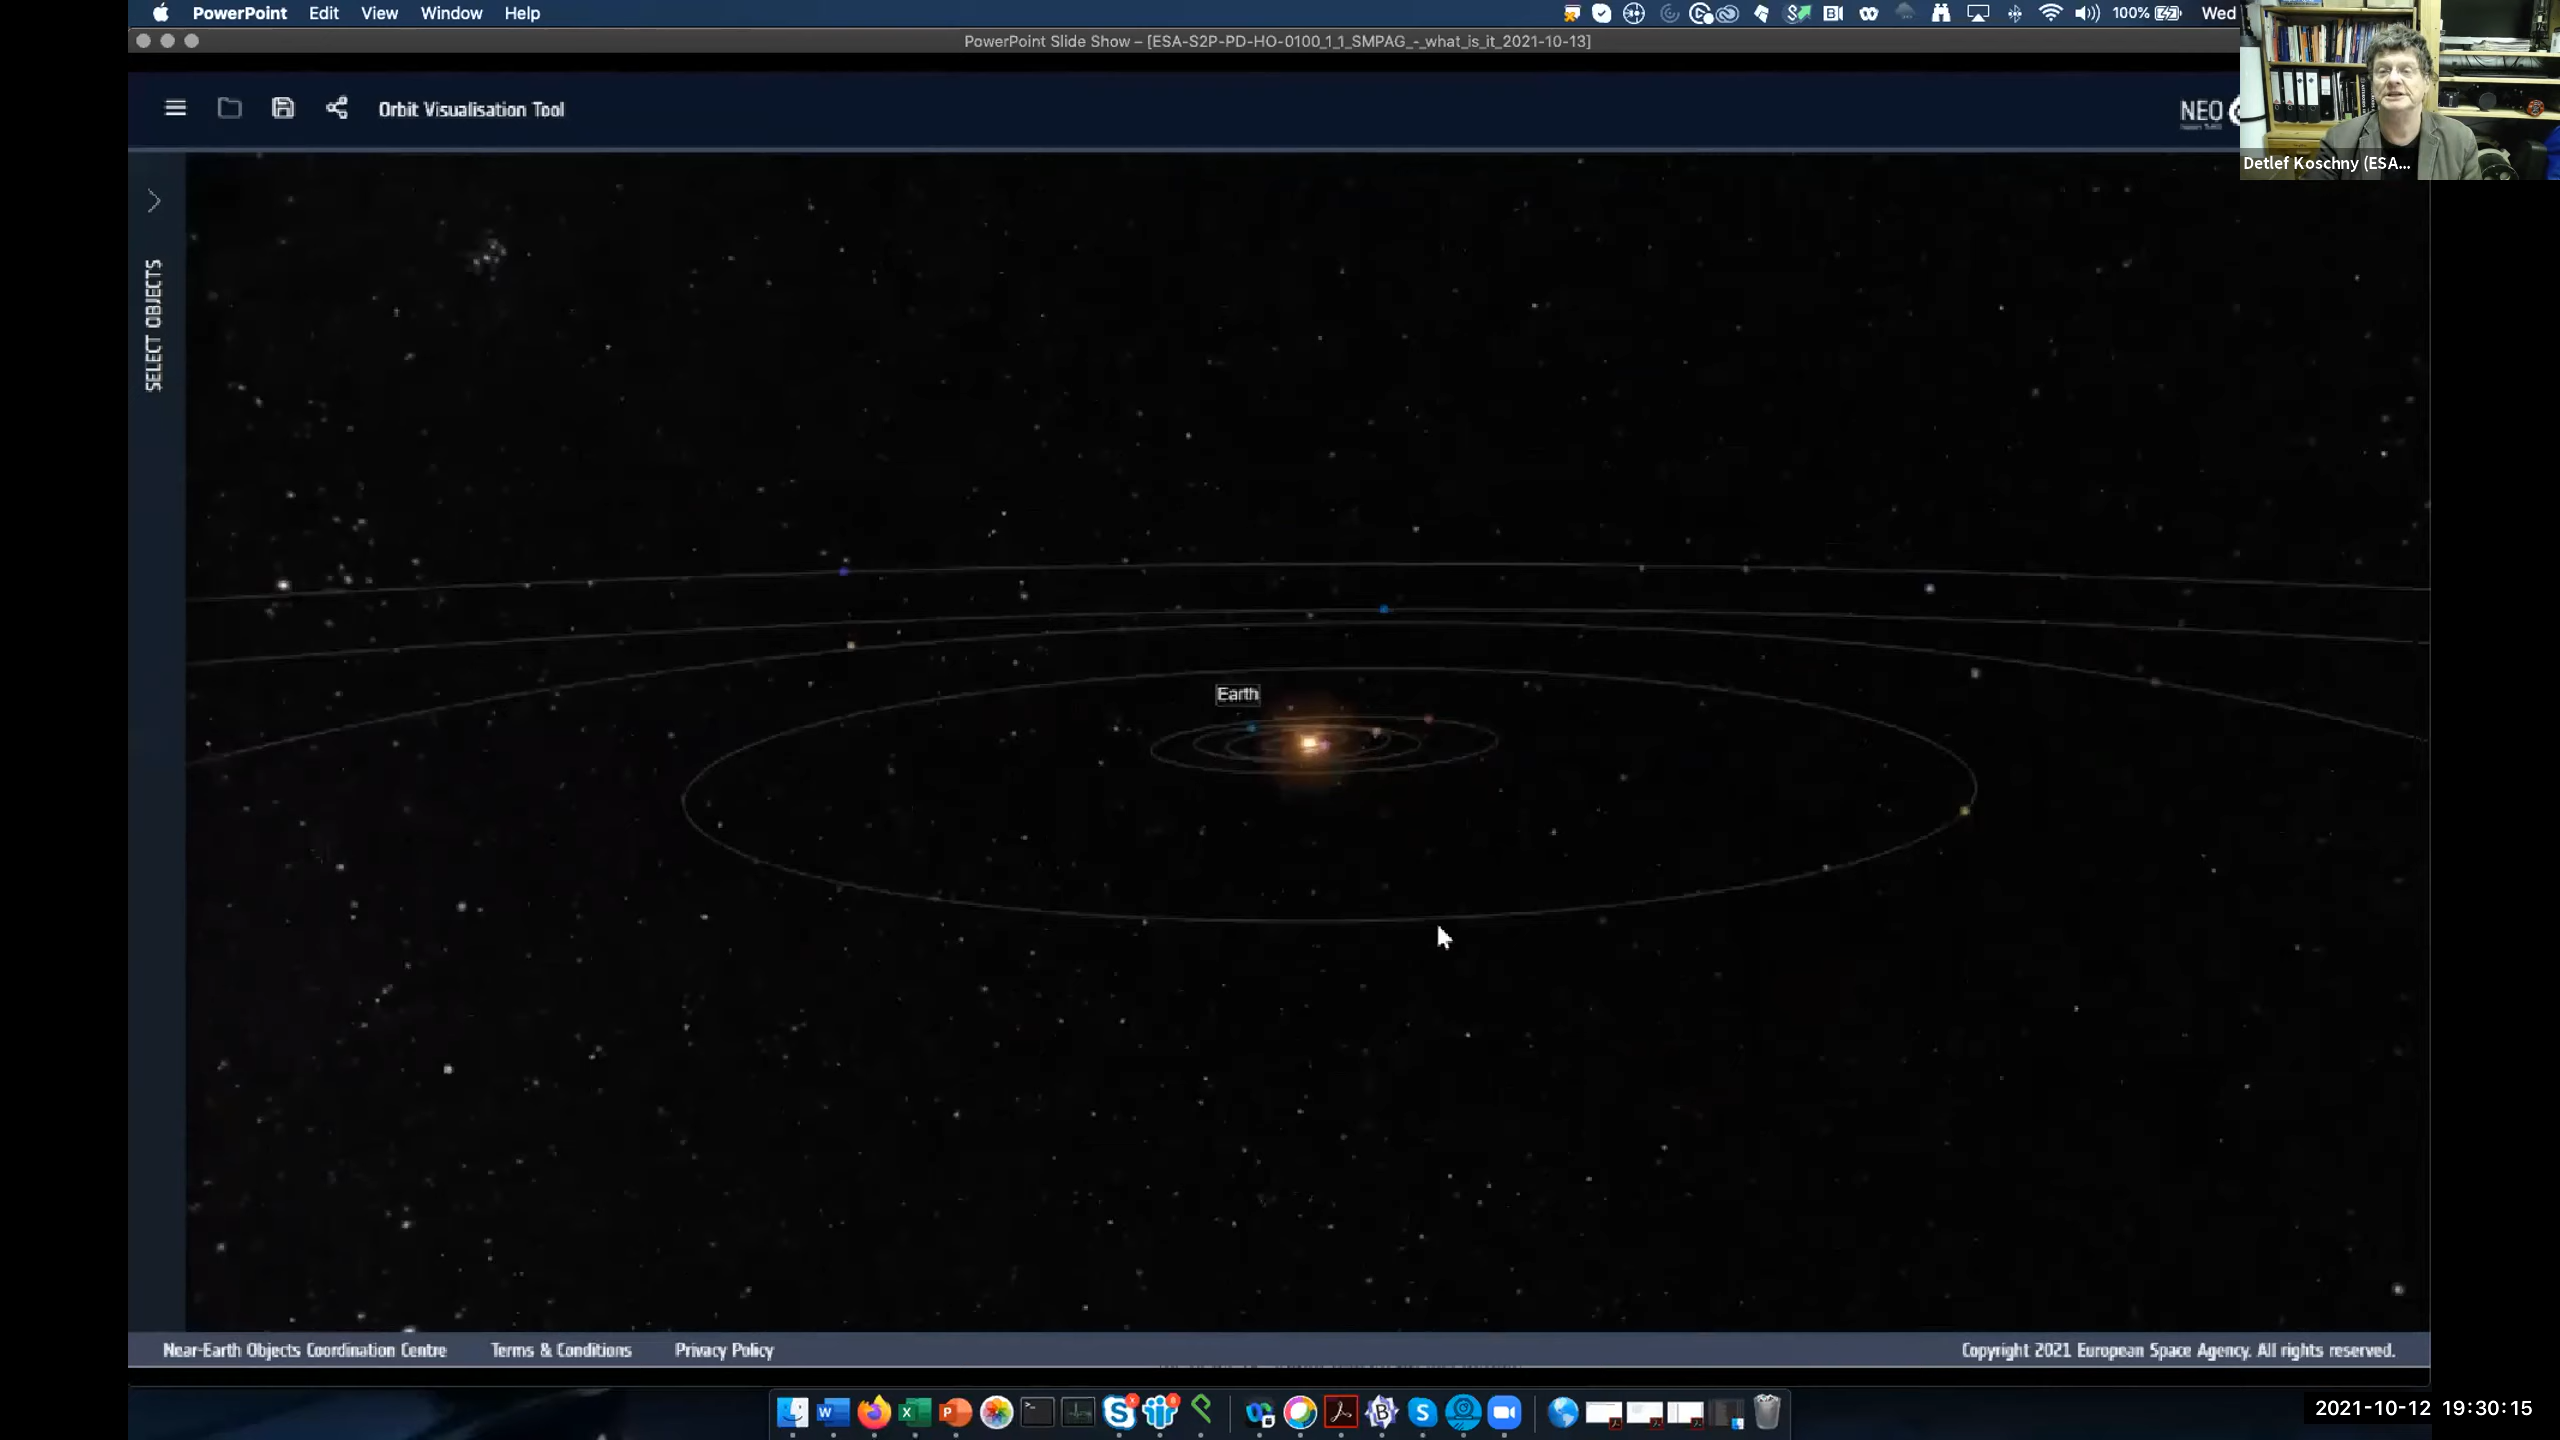 PowerPoint Edit View Window Help
100% Wed
PowerPoint Slide Show – [ESA-S2P-PD-HO-0100_1_1_SMPAG_-_what_is_it_2021-10-13]
Orbit Visualisation Tool
NEO
Detlef Koschny (ESA...
SELECT OBJECTS
Earth
Near-Earth Objects Coordination Centre Terms & Conditions Privacy Policy
Copyright 2021 European Space Agency. All rights reserved.
2021-10-12 19:30:15